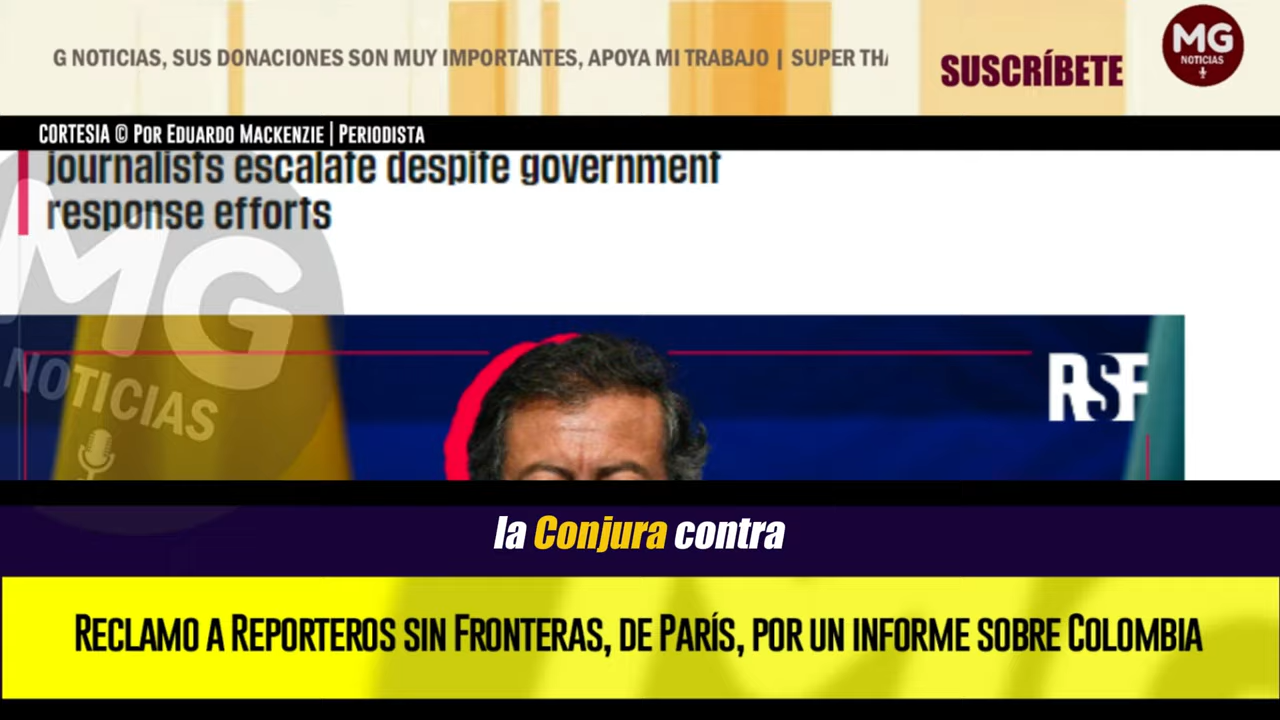 G NOTICIAS, SUS DONACIONES SON MUY IMPORTANTES, APOYA MI TRABAJO | SUPER THA
SUSCRÍBETE
MG
NOTICIAS
CORTESIA © POR EDUARDO MACKENZIE | PERIODISTA
journalists escalate despite government
response efforts
MG
NOTICIAS
RSF
la Conjura contra
RECLAMO A REPORTEROS SIN FRONTERAS, DE PARÍS, POR UN INFORME SOBRE COLOMBIA